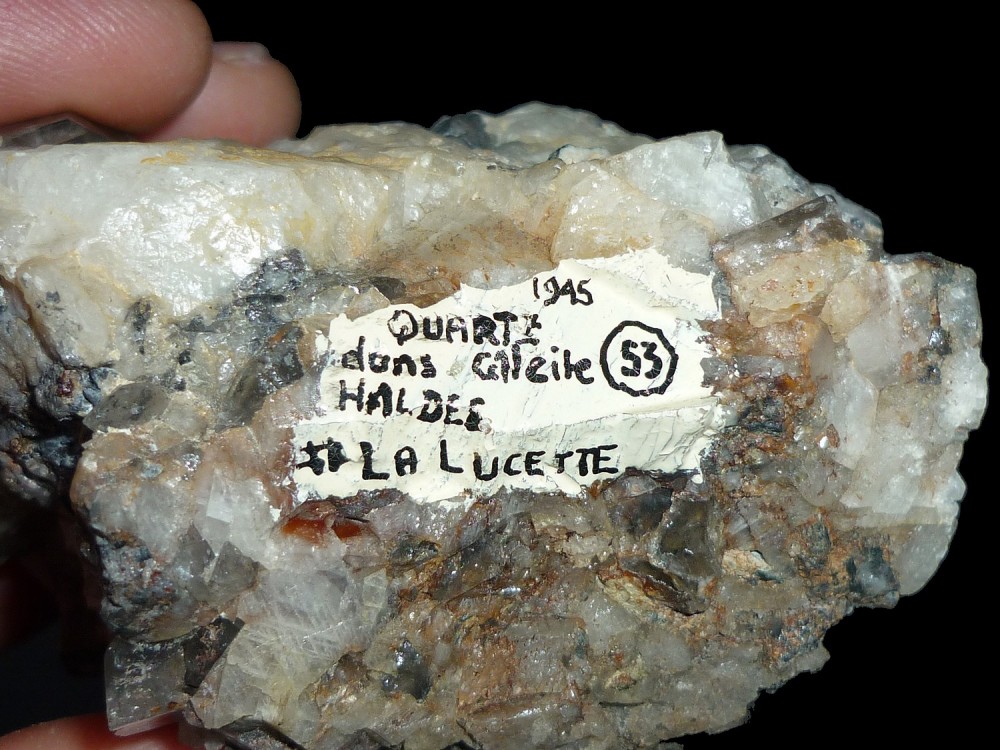 1945
QUARTZ
dans calcite 53
HALDES
# LA LUCETTE